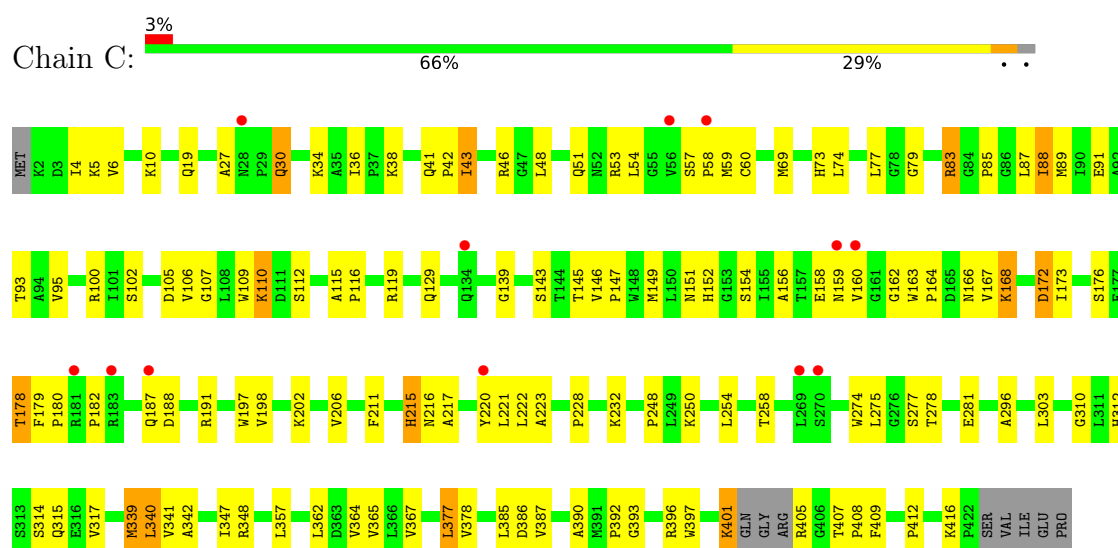 3%
Chain C:
66% 29% • •
MET K2 D3 I4 K5 V6 K10 Q19 A27 N28 P29 Q30 K34 A35 I36 P37 K38 Q41 P42 I43 R46 G47 L48 Q51 N52 R53 L54 G55 V56 S57 P58 M59 C60 M69 H73 L74 L77 G78 G79 R83 G84 P85 G86 L87 I88 M89 I90 E91 A92
T93 A94 V95 R100 I101 S102 D105 V106 G107 L108 W109 K110 D111 S112 A115 P116 R119 Q129 Q134 G139 S143 T144 T145 V146 P147 W148 M149 L150 N151 H152 G153 S154 I155 A156 T157 E158 N159 V160 G161 G162 W163 P164 D165 N166 V167 K168 D172 I173 S176 E177
T178 F179 P180 R181 P182 R183 Q187 D188 R191 W197 V198 K202 V206 F211 H215 N216 A217 Y220 L221 L222 A223 P228 K232 P248 L249 K250 L254 T258 L269 S270 W274 L275 G276 S277 T278 E281 A296 L303 G310 L311 H312
S313 S314 Q315 E316 V317 M339 L340 V341 A342 I347 R348 L357 L362 D363 V364 V365 L366 V367 L377 V378 L385 D386 V387 A390 M391 P392 G393 R396 W397 K401 GLN GLY ARG R405 G406 T407 P408 F409 P412 K416 P422 SER VAL ILE GLU PRO